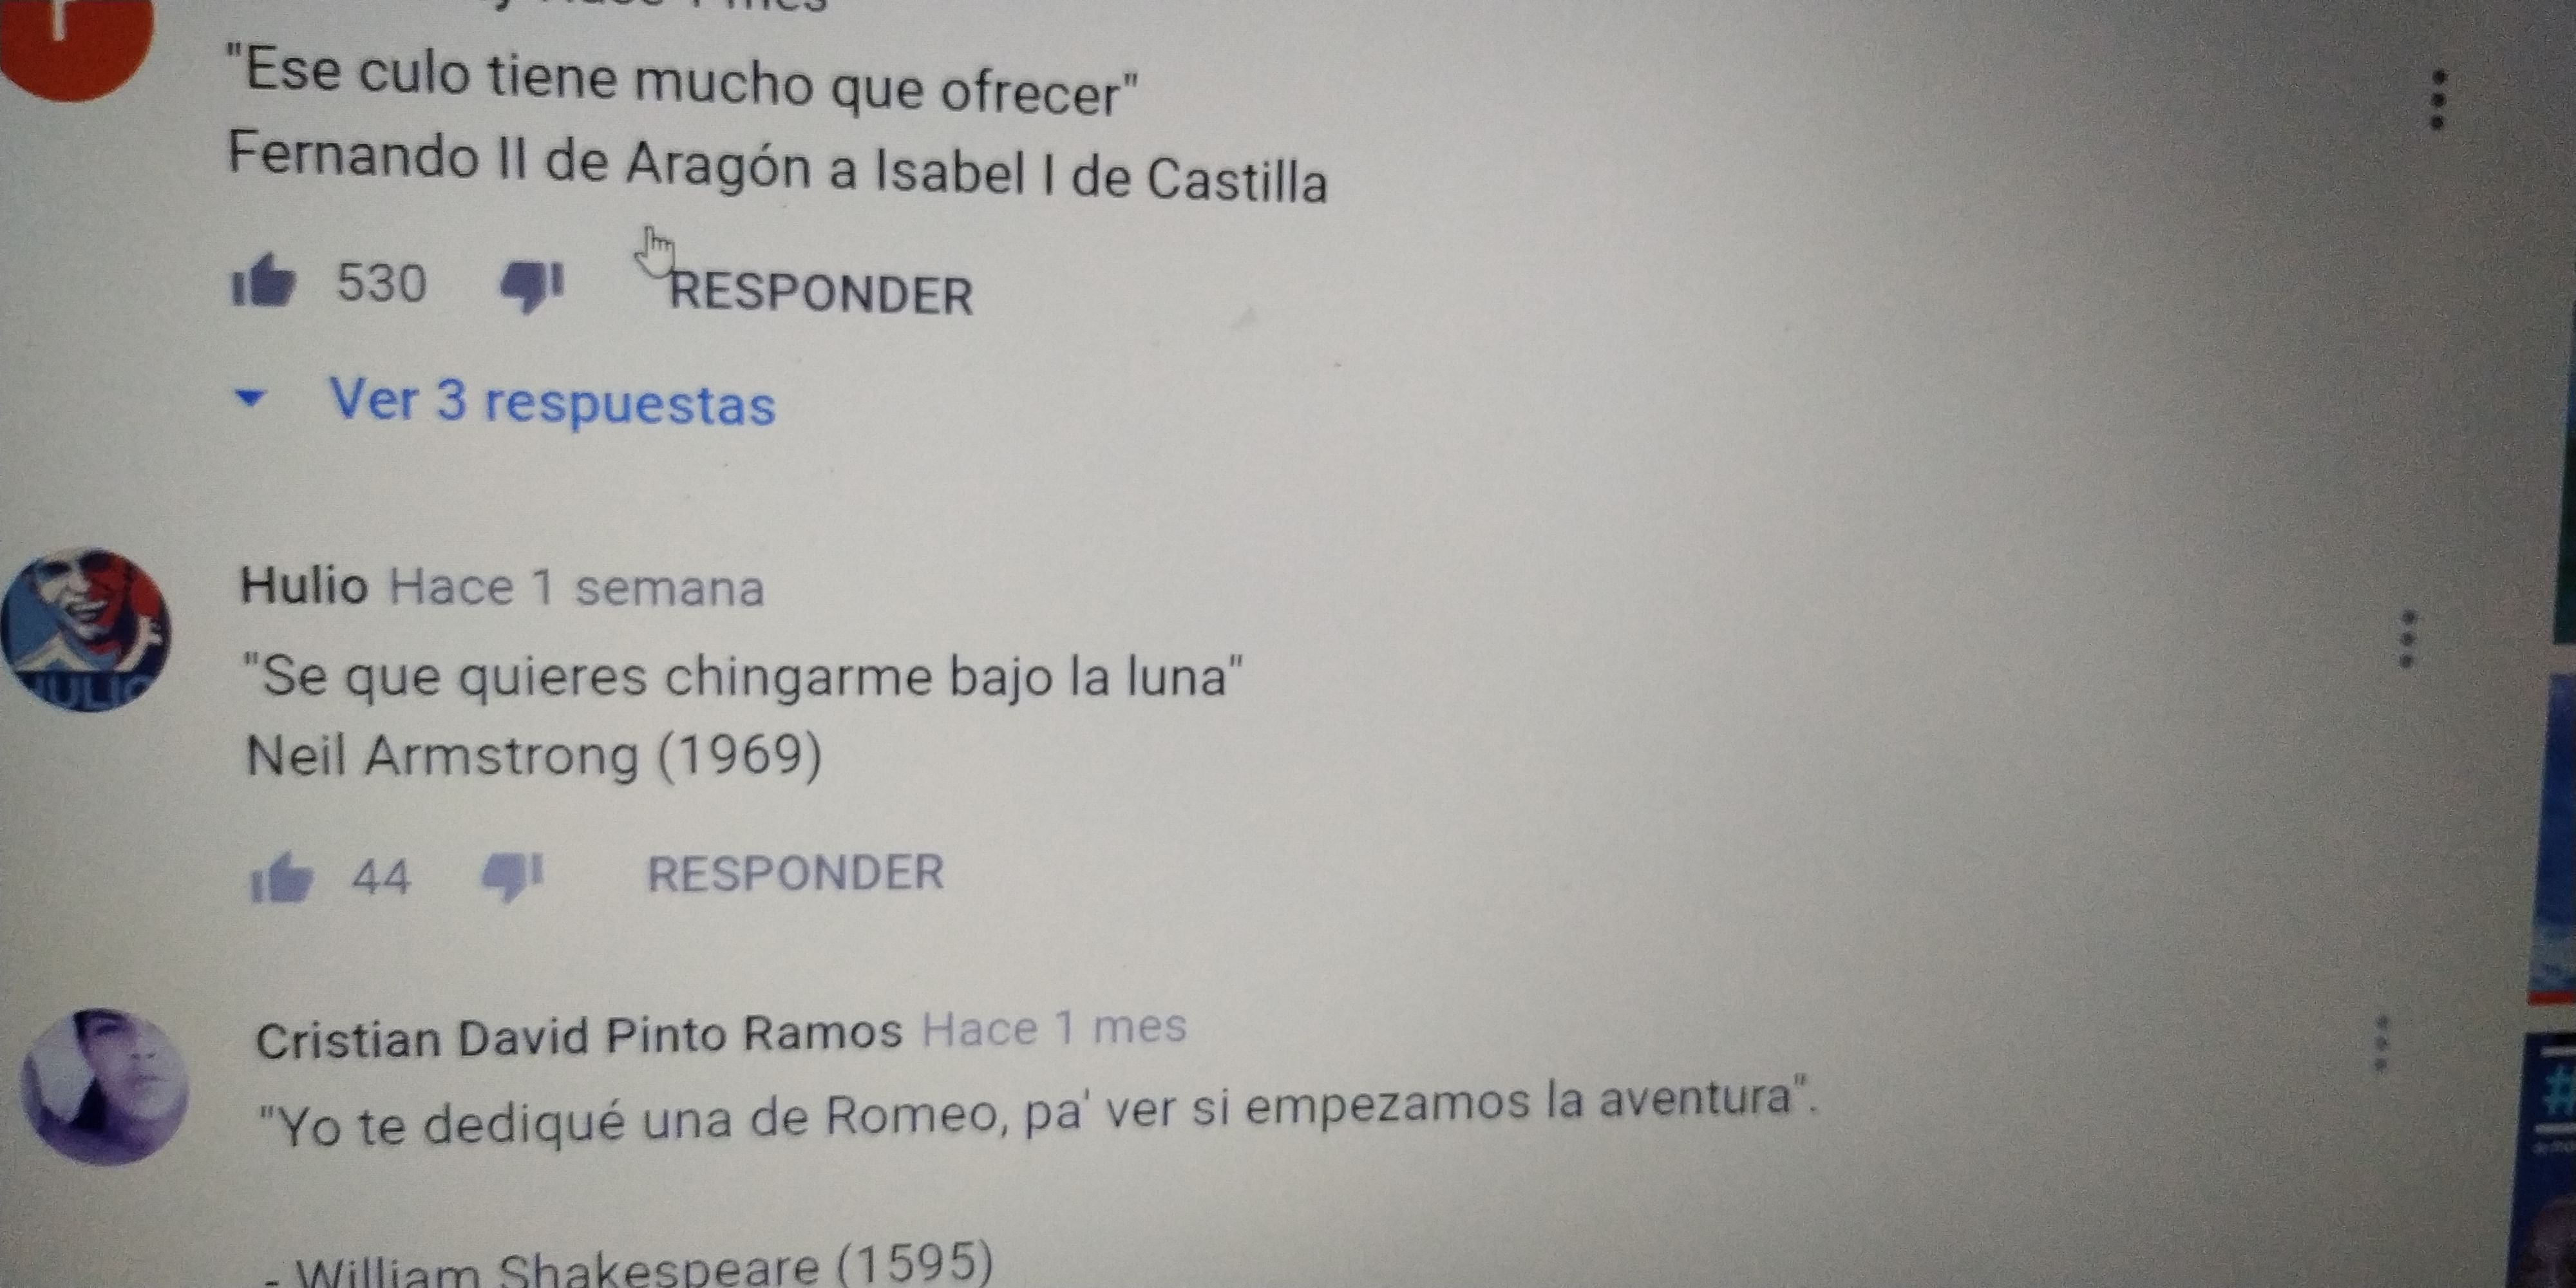 "Ese culo tiene mucho que ofrecer"
Fernando II de Aragón a Isabel I de Castilla
530 RESPONDER
Ver 3 respuestas
Hulio Hace 1 semana
"Se que quieres chingarme bajo la luna"
Neil Armstrong (1969)
44 RESPONDER
Cristian David Pinto Ramos Hace 1 mes
"Yo te dediqué una de Romeo, pa' ver si empezamos la aventura".
- William Shakespeare (1595)